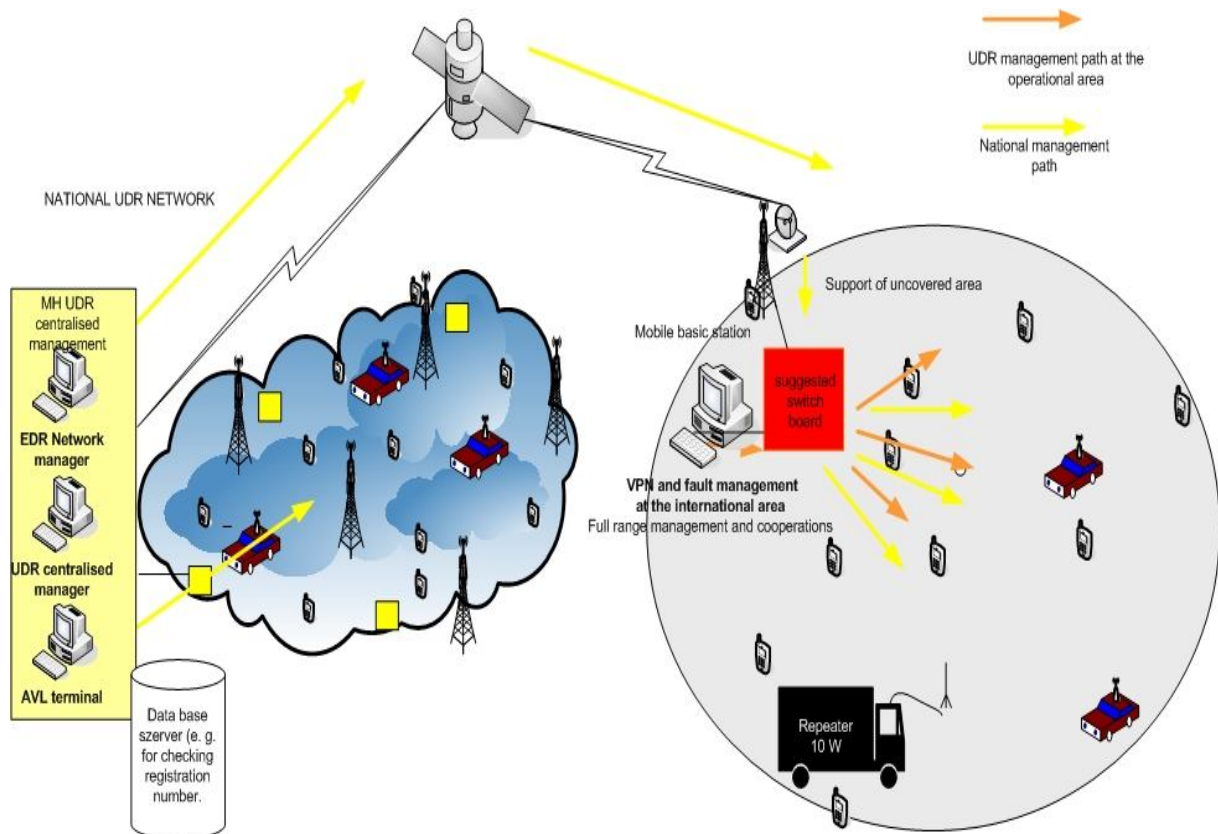 UDR management path at the
operational area
National management
path
NATIONAL UDR NETWORK
MH UDR
centralised
management
EDR Network
manager
UDR centralised
manager
AVL terminal
Data base
szerver (e. g.
for checking
registration
number.
Support of uncovered area
Mobile basic station
suggested
switch
board
VPN and fault management
at the international area
Full range management and cooperations
Repeater
10 W